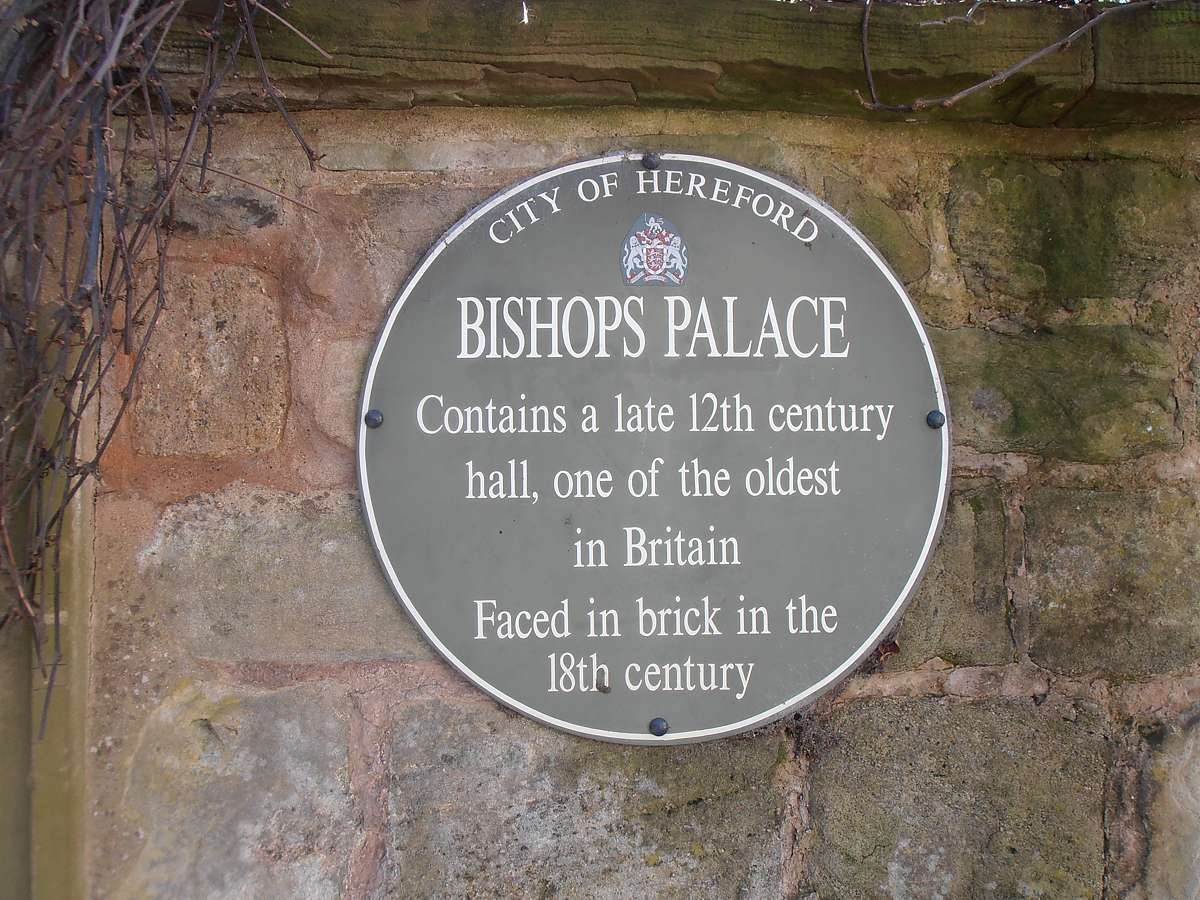 CITY OF HEREFORD
BISHOPS PALACE
Contains a late 12th century
hall, one of the oldest
in Britain
Faced in brick in the
18th century